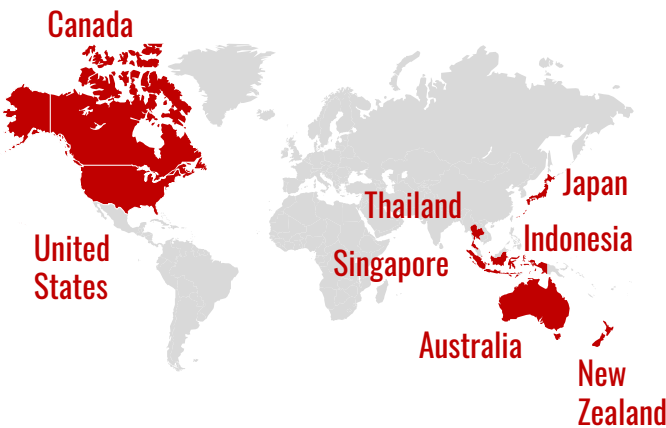 Canada
United
States
Thailand
Singapore
Japan
Indonesia
Australia
New
Zealand